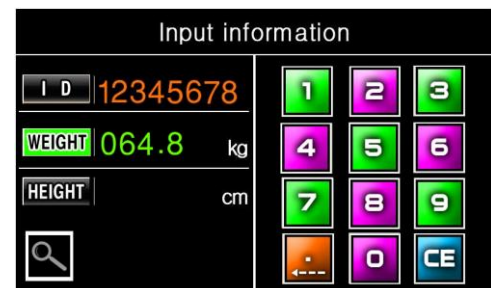 Input information
I D 12345678
WEIGHT 064.8 kg
HEIGHT cm
1 2 3
4 5 6
7 8 9
. 0 CE